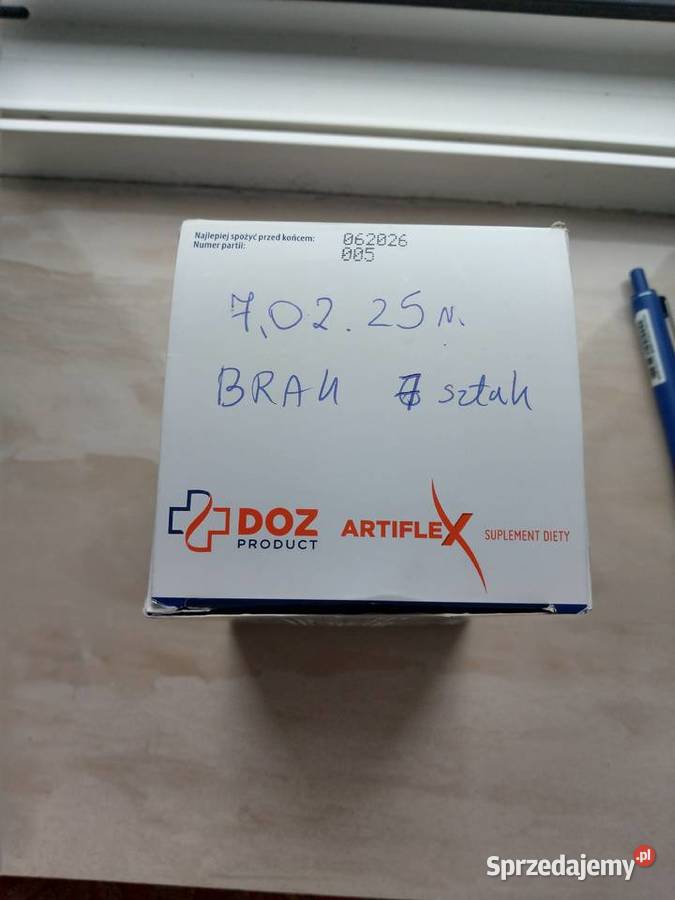 Najlepiej spożyć przed końcem: 062026
Numer partii: 005
7.02.25 r.
BRAK sztuk
DOZ
PRODUCT
ARTIFLEX SUPLEMENT DIETY
Sprzedajemy.pl